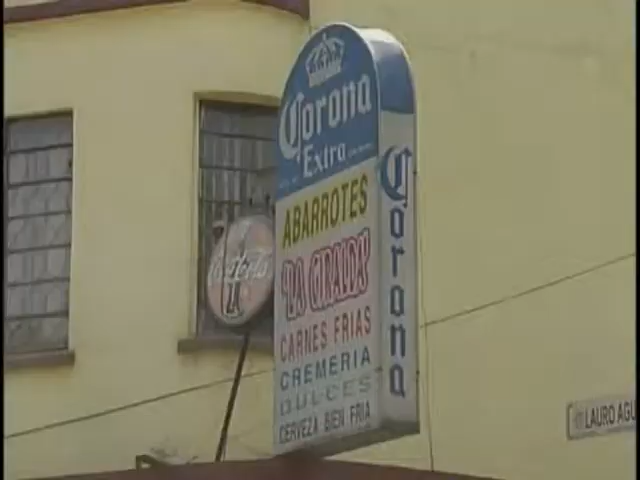 Corona
Extra
ABARROTES
"LA GIRALDA"
CARNES FRIAS
CREMERIA
DULCES
CERVEZA BIEN FRIA
Corona
Coca-Cola
LAURO AGU